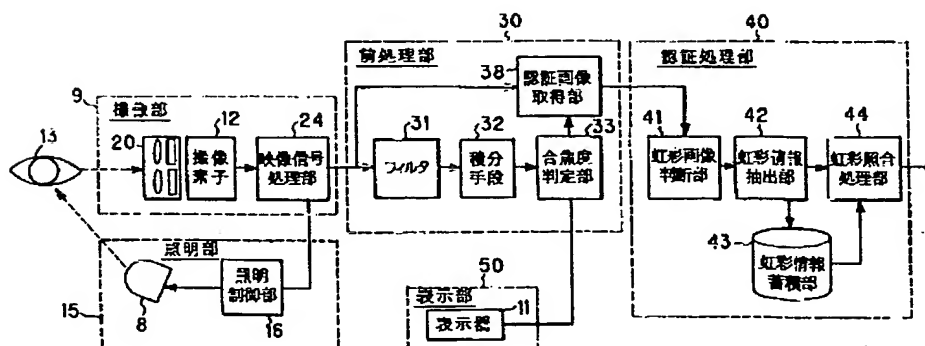 30
40
前処理部
認証処理部
38
認証画像
取得部
9
撮像部
13
20
12
24
31
32
33
41
42
44
撮像
素子
映像信号
処理部
フィルタ
積分
手段
合焦度
判定部
虹彩画像
判断部
虹彩情報
抽出部
虹彩照合
処理部
43
虹彩情報
蓄積部
照明部
照明
制御部
15
8
16
50
表示部
11
表示器